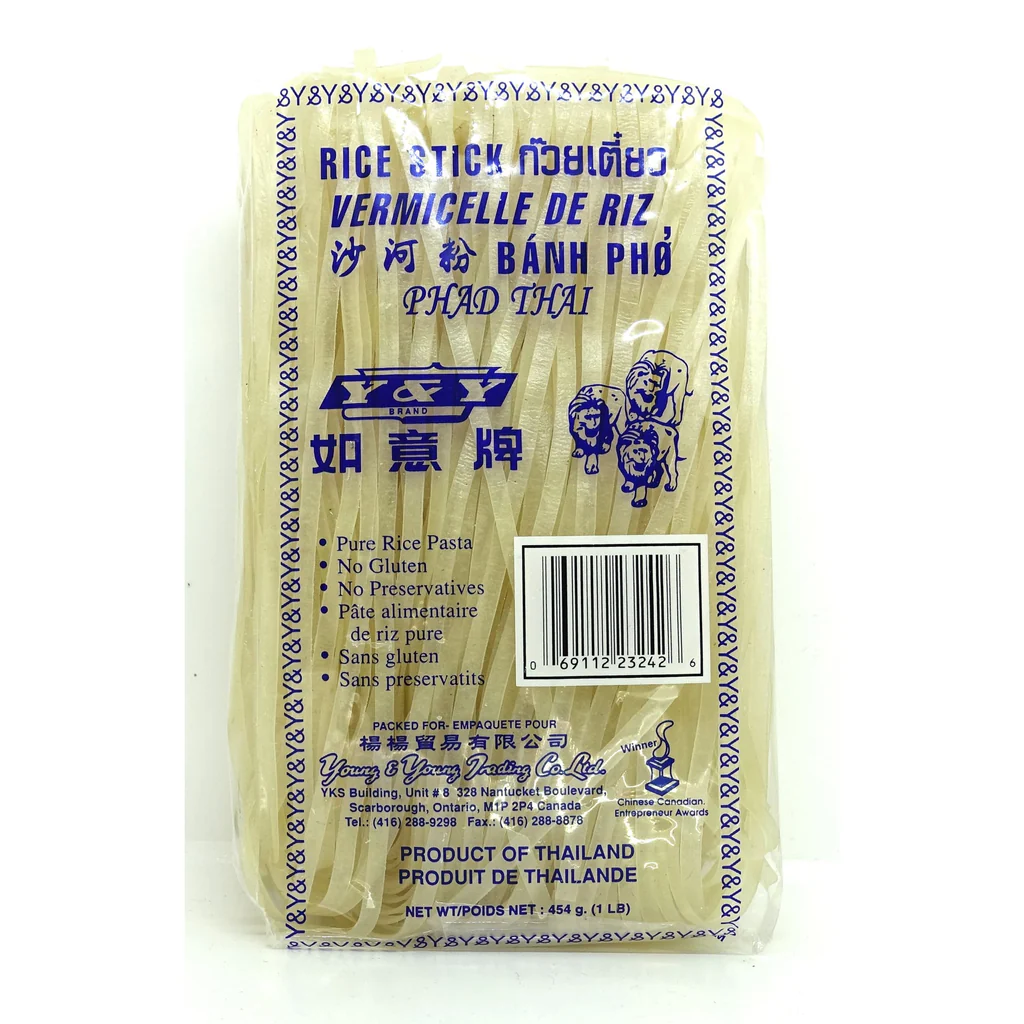 RICE STICK ก๊วยเตี๋ยว
VERMICELLE DE RIZ
沙河粉 BÁNH PHỞ
PHAD THAI
Y & Y
BRAND
如意牌
• Pure Rice Pasta
• No Gluten
• No Preservatives
• Pâte alimentaire
de riz pure
• Sans gluten
• Sans preservatits
0 69112 23242 6
PACKED FOR- EMPAQUETE POUR
楊楊貿易有限公司
Young & Young Trading Co. Ltd.
YKS Building, Unit # 8 328 Nantucket Boulevard,
Scarborough, Ontario, M1P 2P4 Canada
Tel.: (416) 288-9298 Fax.: (416) 288-8878
Winner
Chinese Canadian.
Entrepreneur Awards
PRODUCT OF THAILAND
PRODUIT DE THAILANDE
NET WT/POIDS NET : 454 g. (1 LB)